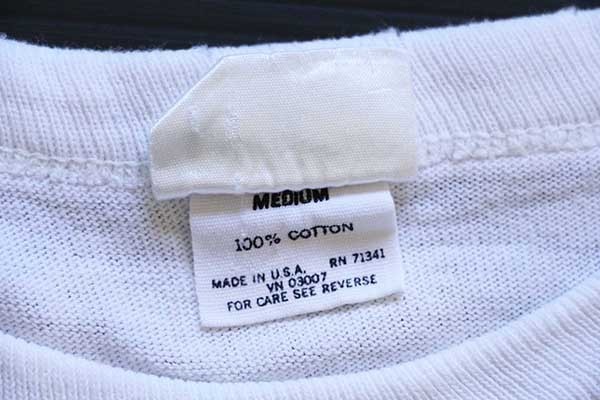 MEDIUM
100% COTTON
MADE IN U.S.A. RN 71341
VN 03007
FOR CARE SEE REVERSE